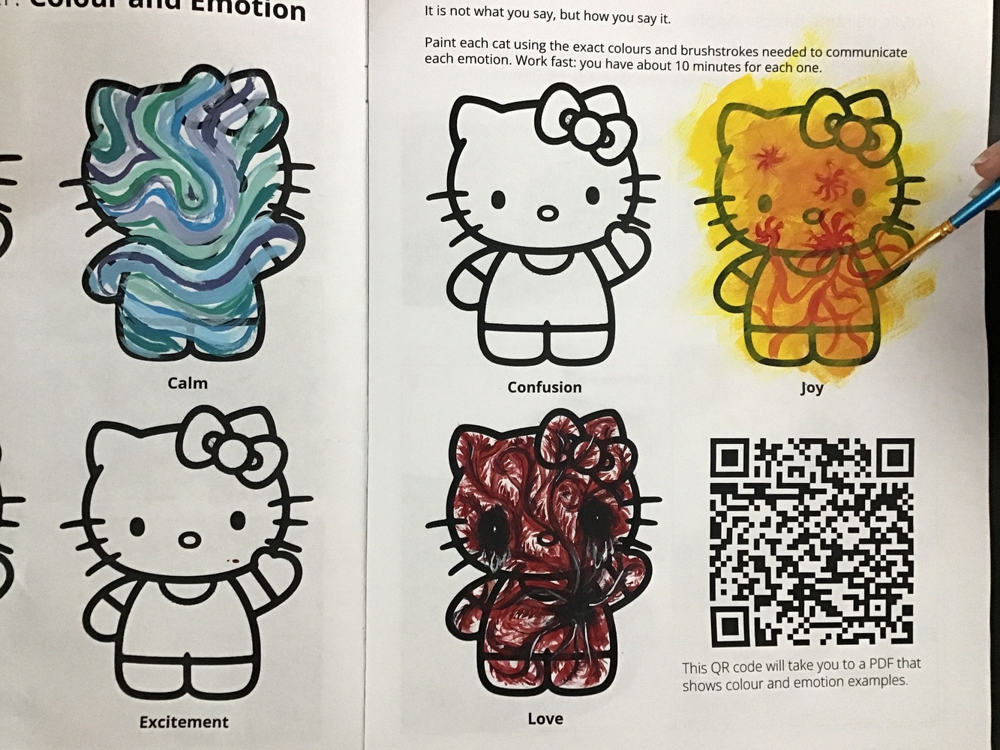 Colour and Emotion
It is not what you say, but how you say it.
Paint each cat using the exact colours and brushstrokes needed to communicate
each emotion. Work fast: you have about 10 minutes for each one.
Calm
Confusion
Joy
Excitement
Love
This QR code will take you to a PDF that
shows colour and emotion examples.